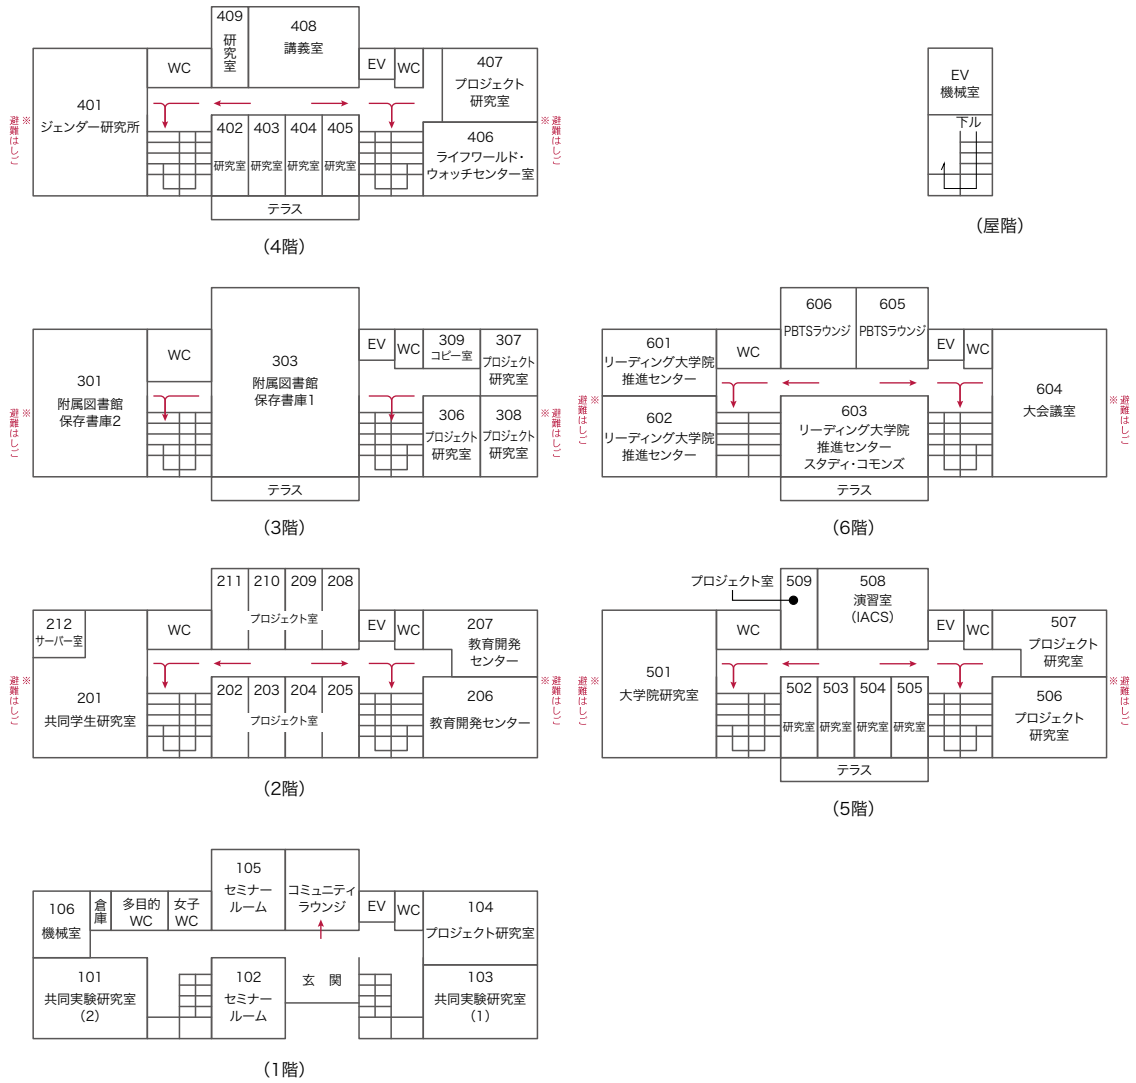 409
研究室
408
講義室
WC
EV
WC
407
プロジェクト
研究室
401
ジェンダー研究所
402
研究室
403
研究室
404
研究室
405
研究室
406
ライフワールド・
ウォッチセンター室
※避難はしご
※避難はしご
テラス
（4階）
EV
機械室
下ル
（屋階）
301
附属図書館
保存書庫2
WC
303
附属図書館
保存書庫1
EV
WC
309
コピー室
307
プロジェクト
研究室
306
プロジェクト
研究室
308
プロジェクト
研究室
※避難はしご
※避難はしご
テラス
（3階）
606
PBTSラウンジ
605
PBTSラウンジ
601
リーディング大学院
推進センター
WC
EV
WC
604
大会議室
602
リーディング大学院
推進センター
603
リーディング大学院
推進センター
スタディ・コモンズ
※避難はしご
※避難はしご
テラス
（6階）
211
210
209
208
プロジェクト室
212
サーバー室
WC
EV
WC
207
教育開発
センター
201
共同学生研究室
202
203
204
205
プロジェクト室
206
教育開発センター
※避難はしご
※避難はしご
（2階）
プロジェクト室
509
508
演習室
（IACS）
WC
EV
WC
507
プロジェクト
研究室
501
大学院研究室
502
研究室
503
研究室
504
研究室
505
研究室
506
プロジェクト
研究室
※避難はしご
※避難はしご
テラス
（5階）
105
セミナー
ルーム
コミュニティ
ラウンジ
106
機械室
倉庫
多目的
WC
女子
WC
EV
WC
104
プロジェクト研究室
101
共同実験研究室
（2）
102
セミナー
ルーム
玄 関
103
共同実験研究室
（1）
（1階）